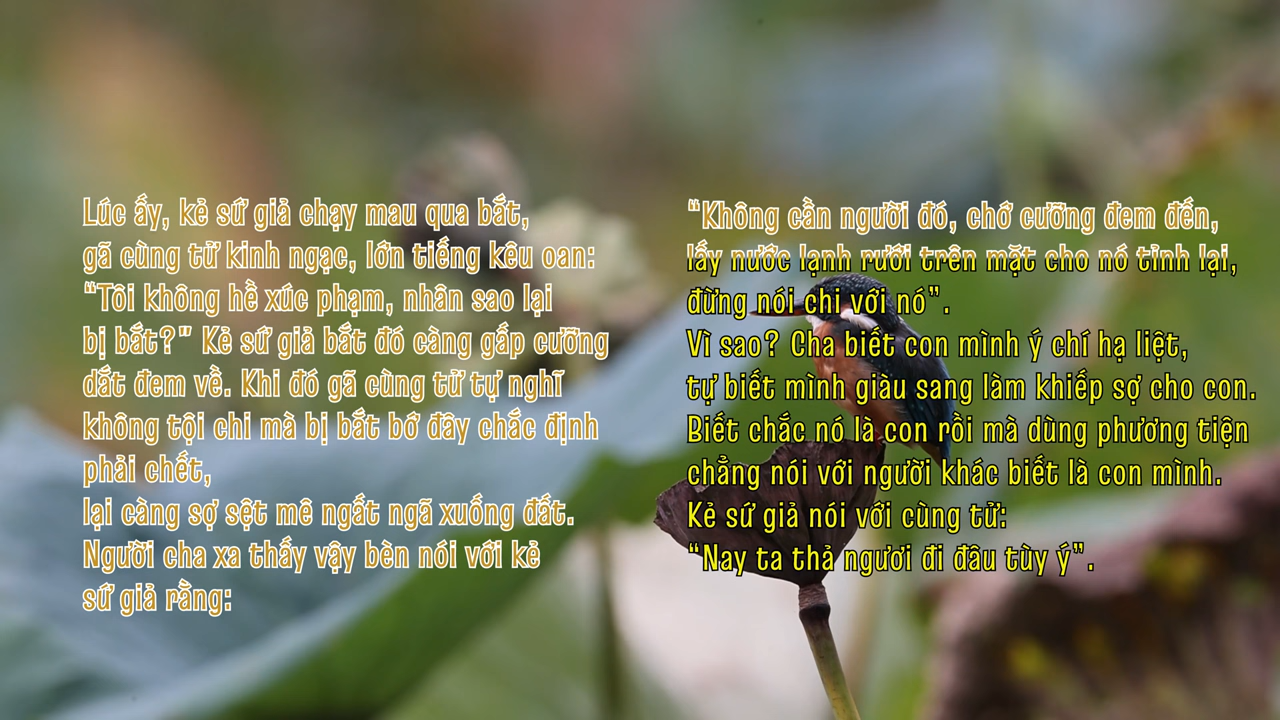 Lúc ấy, kẻ sứ giả chạy mau qua bắt,
gã cùng tử kinh ngạc, lớn tiếng kêu oan:
“Tôi không hề xúc phạm, nhân sao lại
bị bắt?” Kẻ sứ giả bắt đó càng gấp cưỡng
dắt đem về. Khi đó gã cùng tử tự nghĩ
không tội chi mà bị bắt bớ đây chắc định
phải chết,
lại càng sợ sệt mê ngất ngã xuống đất.
Người cha xa thấy vậy bèn nói với kẻ
sứ giả rằng:
“Không cần người đó, chớ cưỡng đem đến,
lấy nước lạnh rưới trên mặt cho nó tỉnh lại,
đừng nói chi với nó”.
Vì sao? Cha biết con mình ý chí hạ liệt,
tự biết mình giàu sang làm khiếp sợ cho con.
Biết chắc nó là con rồi mà dùng phương tiện
chẳng nói với người khác biết là con mình.
Kẻ sứ giả nói với cùng tử:
“Nay ta thả ngươi đi đâu tùy ý”.